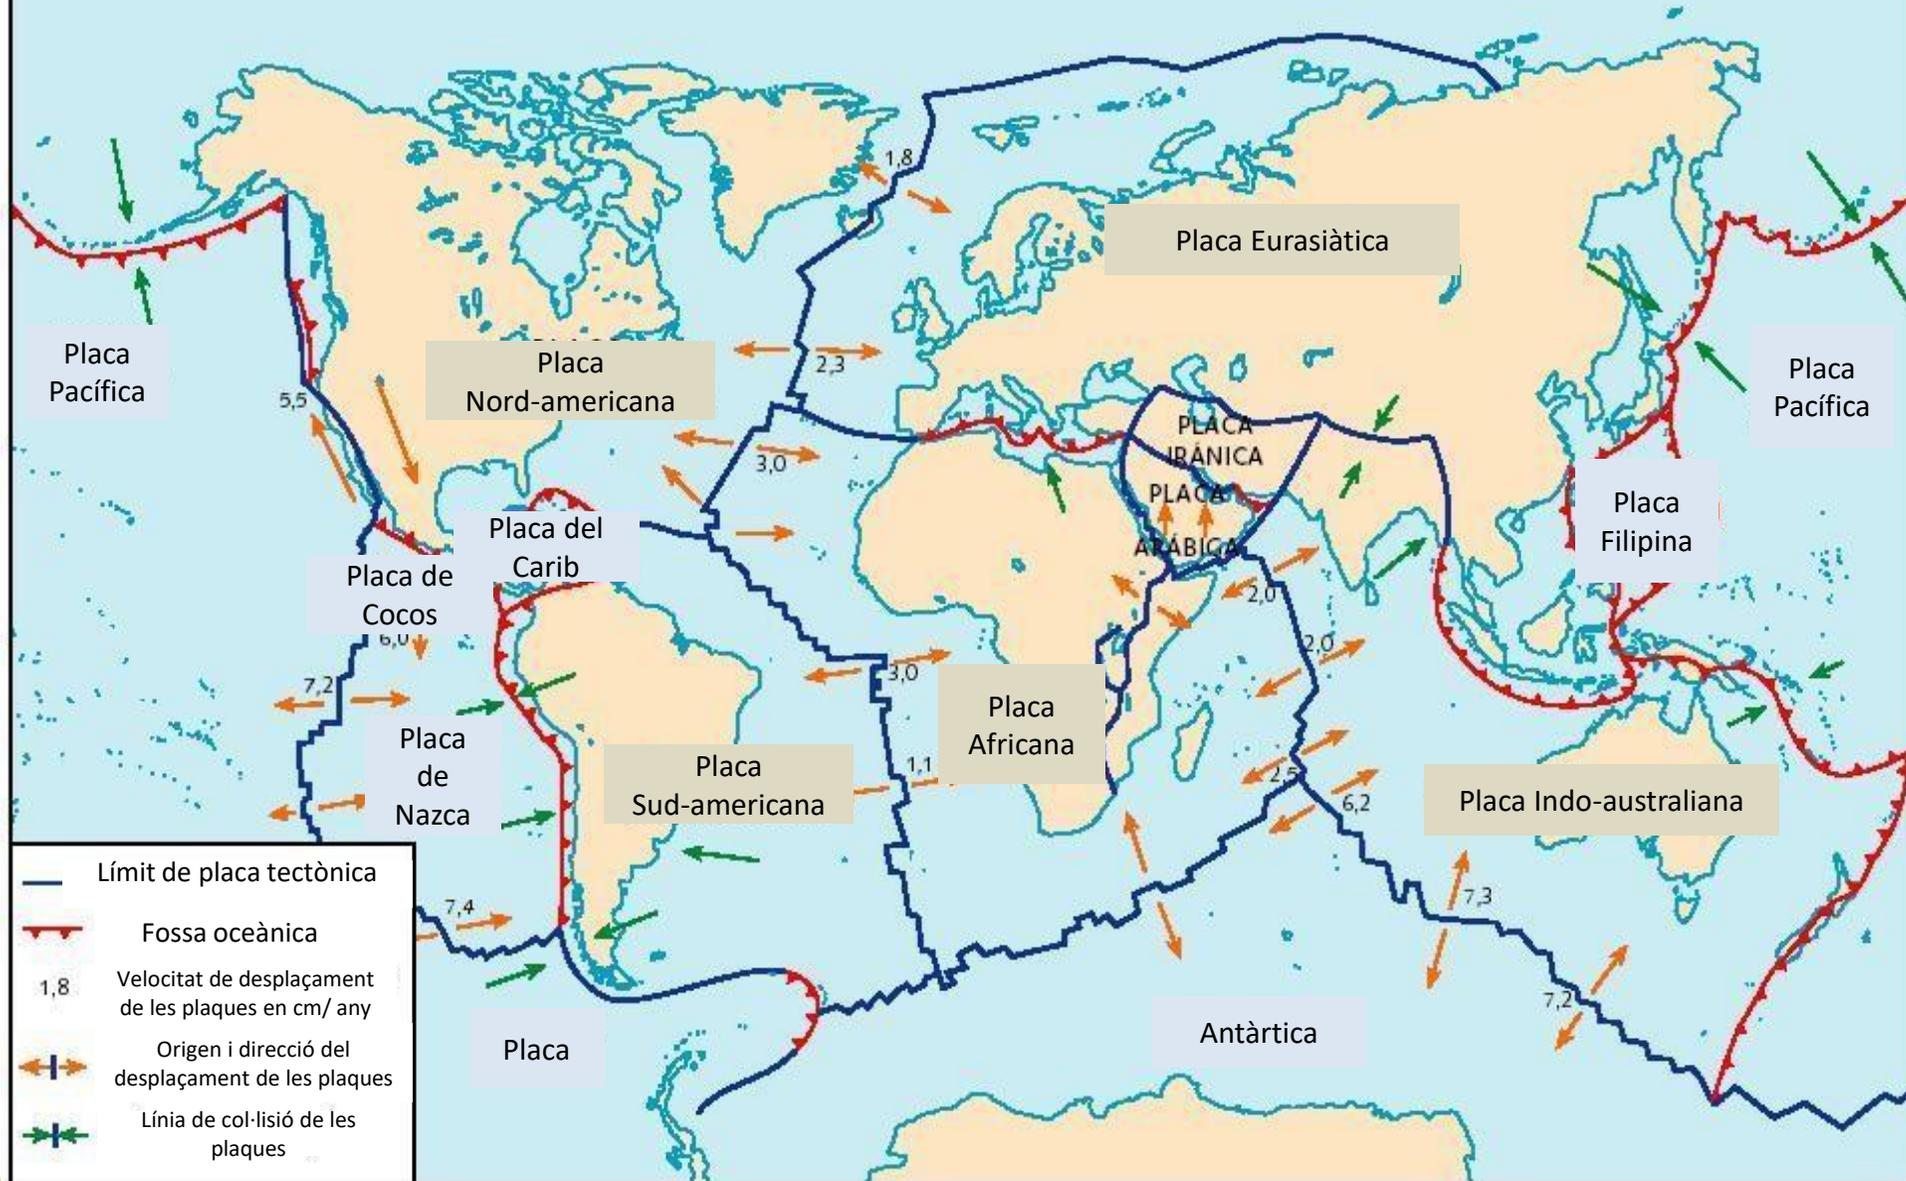 1,8
Placa Eurasiàtica
Placa
Pacífica
Placa
Nord-americana
2,3
Placa
Pacífica
5,5
3,0
PLACA
IRÁNICA
PLACA
ARÁBIGA
Placa
Filipina
Placa del
Carib
Placa de
Cocos
6,0
2,0
2,0
7,2
3,0
Placa
Africana
Placa
de
Nazca
Placa
Sud-americana
1,1
2,5
6,2
Placa Indo-australiana
7,4
7,3
7,2
Placa
Antàrtica
Límit de placa tectònica
Fossa oceànica
1,8
Velocitat de desplaçament
de les plaques en cm/ any
Origen i direcció del
desplaçament de les plaques
Línia de col·lisió de les
plaques